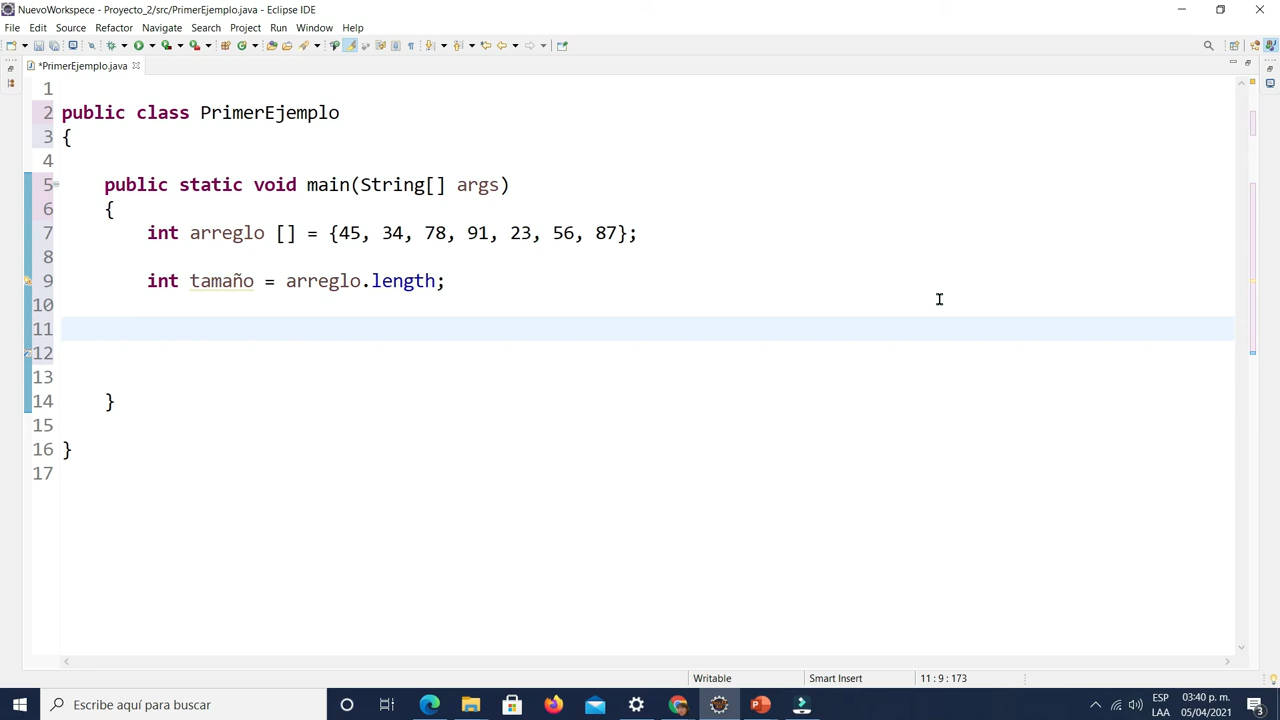 NuevoWorkspece - Proyecto_2/src/PrimerEjemplo.java - Eclipse IDE
File Edit Source Refactor Navigate Search Project Run Window Help
*PrimerEjemplo.java
1
2 public class PrimerEjemplo
3 {
4
5 public static void main(String[] args)
6 {
7 int arreglo [] = {45, 34, 78, 91, 23, 56, 87};
8
9 int tamaño = arreglo.length;
10
11
12
13
14 }
15
16 }
17
Writable Smart Insert 11 : 9 : 173
Escribe aquí para buscar
ESP 03:40 p. m.
LAA 05/04/2021
3